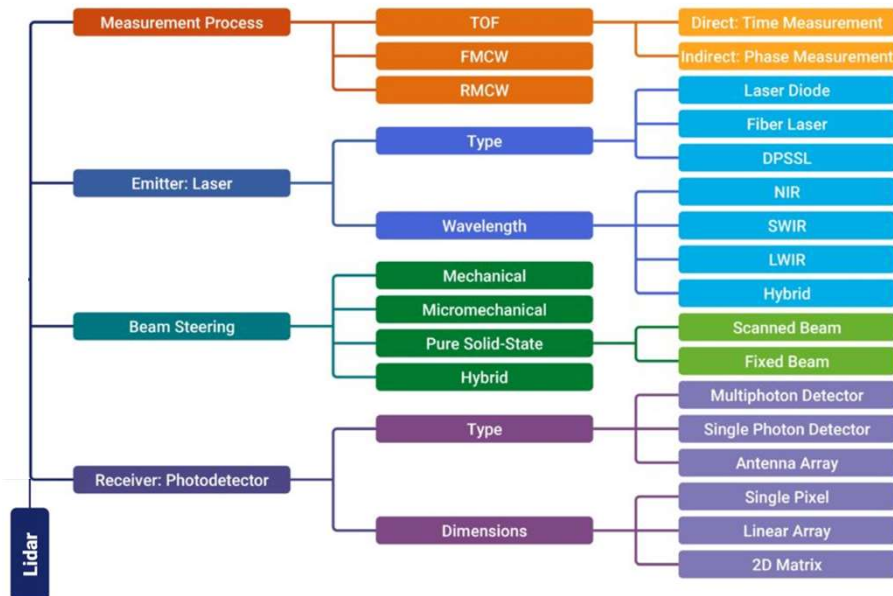 Measurement Process
TOF
Direct: Time Measurement
FMCW
Indirect: Phase Measurement
RMCW
Laser Diode
Type
Fiber Laser
DPSSL
Emitter: Laser
NIR
Wavelength
SWIR
LWIR
Hybrid
Mechanical
Micromechanical
Beam Steering
Scanned Beam
Pure Solid-State
Fixed Beam
Hybrid
Multiphoton Detector
Type
Single Photon Detector
Antenna Array
Receiver: Photodetector
Single Pixel
Dimensions
Linear Array
2D Matrix
Lidar